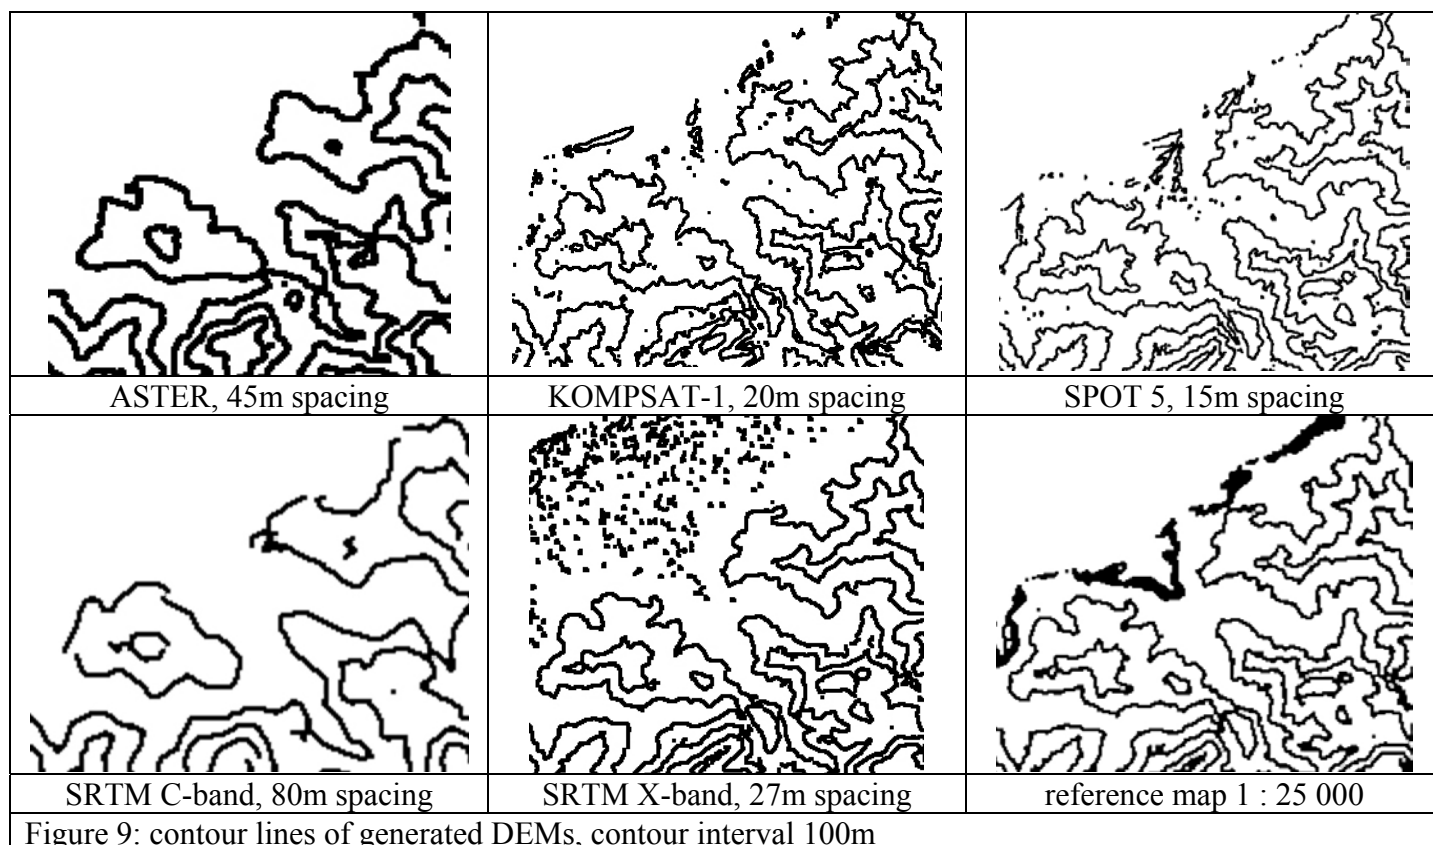 ASTER, 45m spacing
KOMPSAT-1, 20m spacing
SPOT 5, 15m spacing
SRTM C-band, 80m spacing
SRTM X-band, 27m spacing
reference map 1 : 25 000
Figure 9: contour lines of generated DEMs, contour interval 100m